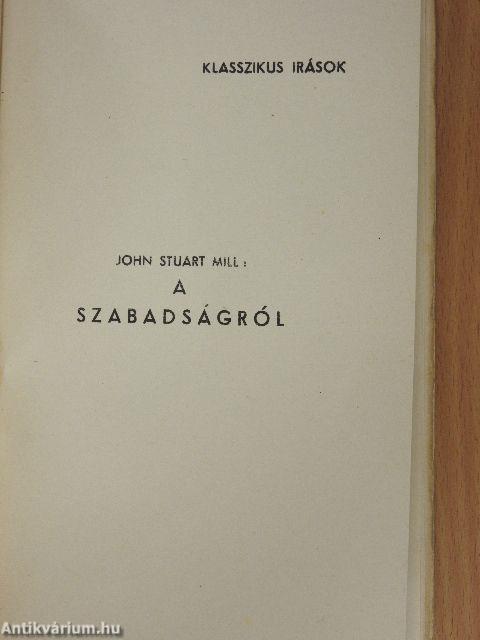 KLASSZIKUS IRÁSOK
JOHN STUART MILL:
A
SZABADSÁGRÓL
Antikvárium.hu